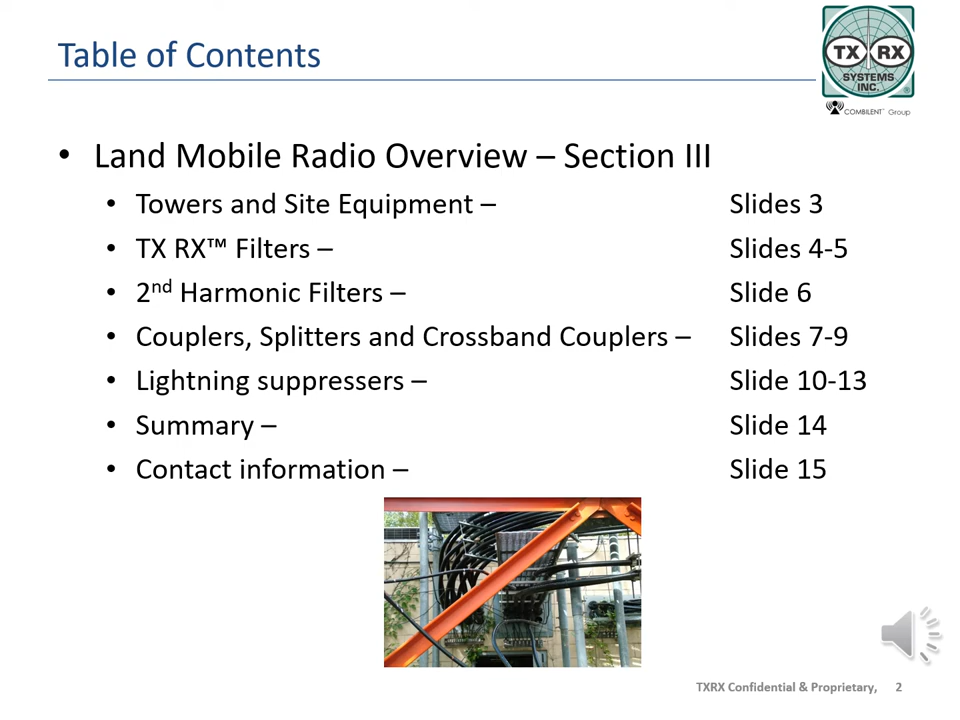 Table of Contents
TX RX
SYSTEMS
INC.
COMBILENT™ Group
• Land Mobile Radio Overview – Section III
• Towers and Site Equipment – Slides 3
• TX RX™ Filters – Slides 4-5
• 2nd Harmonic Filters – Slide 6
• Couplers, Splitters and Crossband Couplers – Slides 7-9
• Lightning suppressers – Slide 10-13
• Summary – Slide 14
• Contact information – Slide 15
TXRX Confidential & Proprietary, 2